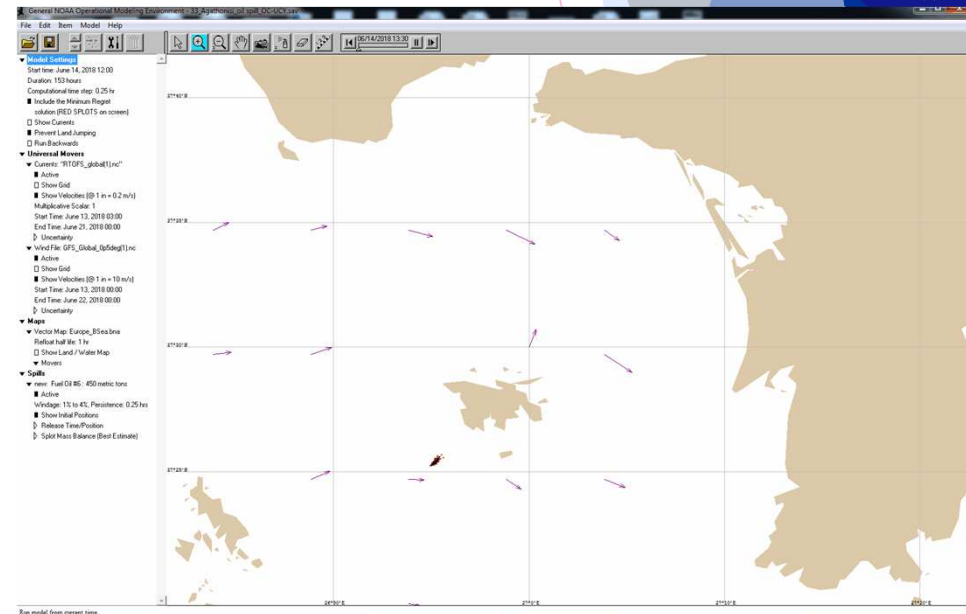 General NOAA Operational Modeling Environment - 33_Agathonisi_oil spill_OC-UCY.sav
File Edit Item Model Help
06/14/2018 13:30
Model Settings
Start time: June 14, 2018 12:00
Duration: 153 hours
Computational time step: 0.25 hr
Include the Minimum Regret
solution (RED SPLOTS on screen)
Show Currents
Prevent Land Jumping
Run Backwards
Universal Movers
Currents: "RTOFS_global(1).nc"
Active
Show Grid
Show Velocities (@ 1 in = 0.2 m/s)
Multiplicative Scalar: 1
Start Time: June 13, 2018 03:00
End Time: June 21, 2018 00:00
Uncertainty
Wind File: GFS_Global_0p5deg(1).nc
Active
Show Grid
Show Velocities (@ 1 in = 10 m/s)
Start Time: June 13, 2018 00:00
End Time: June 22, 2018 00:00
Uncertainty
Maps
Vector Map: Europe_BSea.bna
Refloat half life: 1 hr
Show Land / Water Map
Movers
Spills
new: Fuel Oil #6 : 450 metric tons
Active
Windage: 1% to 4%, Persistence: 0.25 hrs
Show Initial Positions
Release Time/Position
Splot Mass Balance (Best Estimate)
Run model from current time